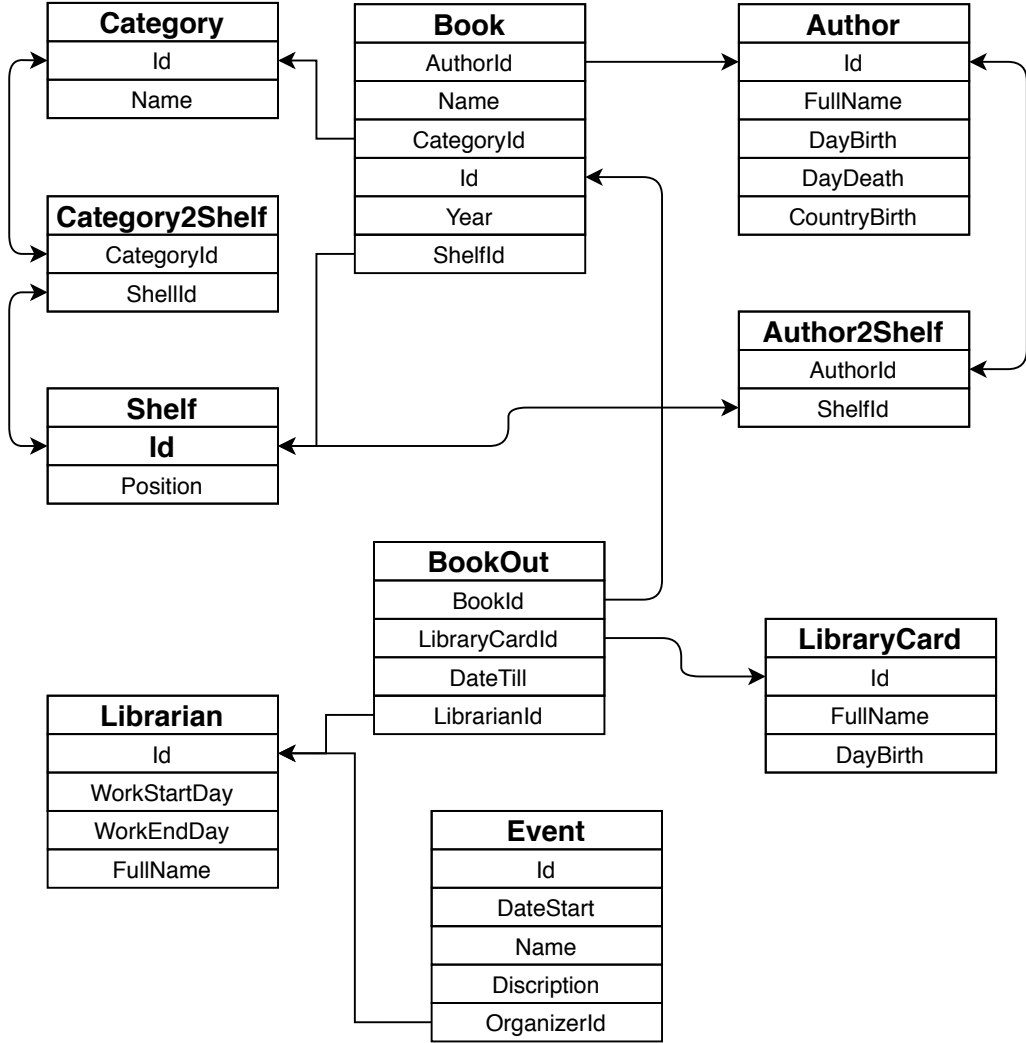 Category
Id
Name
Book
AuthorId
Name
CategoryId
Id
Year
ShelfId
Author
Id
FullName
DayBirth
DayDeath
CountryBirth
Category2Shelf
CategoryId
ShellId
Author2Shelf
AuthorId
ShelfId
Shelf
Id
Position
BookOut
BookId
LibraryCardId
DateTill
LibrarianId
LibraryCard
Id
FullName
DayBirth
Librarian
Id
WorkStartDay
WorkEndDay
FullName
Event
Id
DateStart
Name
Discription
OrganizerId